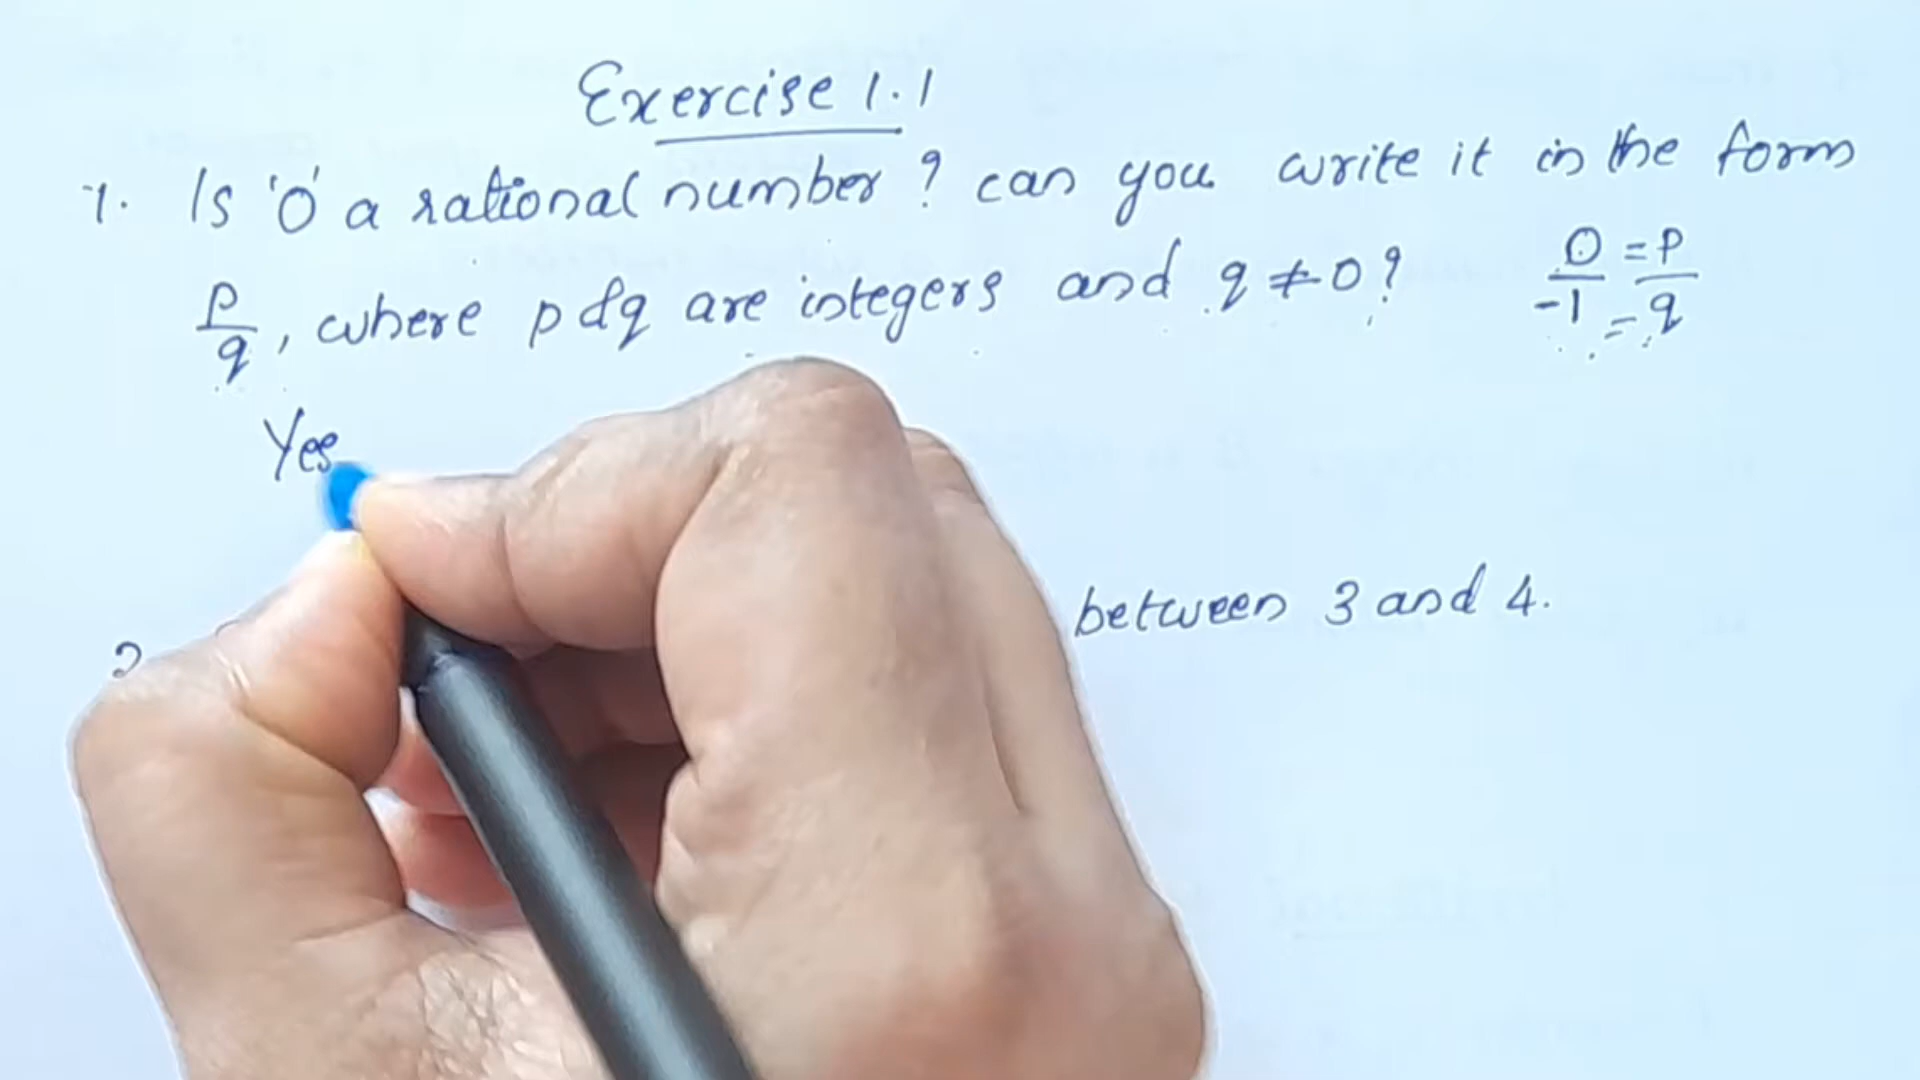 Exercise 1.1
1. Is '0' a rational number? can you write it in the form
p/q, where p & q are integers and q ≠ 0?
0/-1 = p/q
=
Yes
2
between 3 and 4.